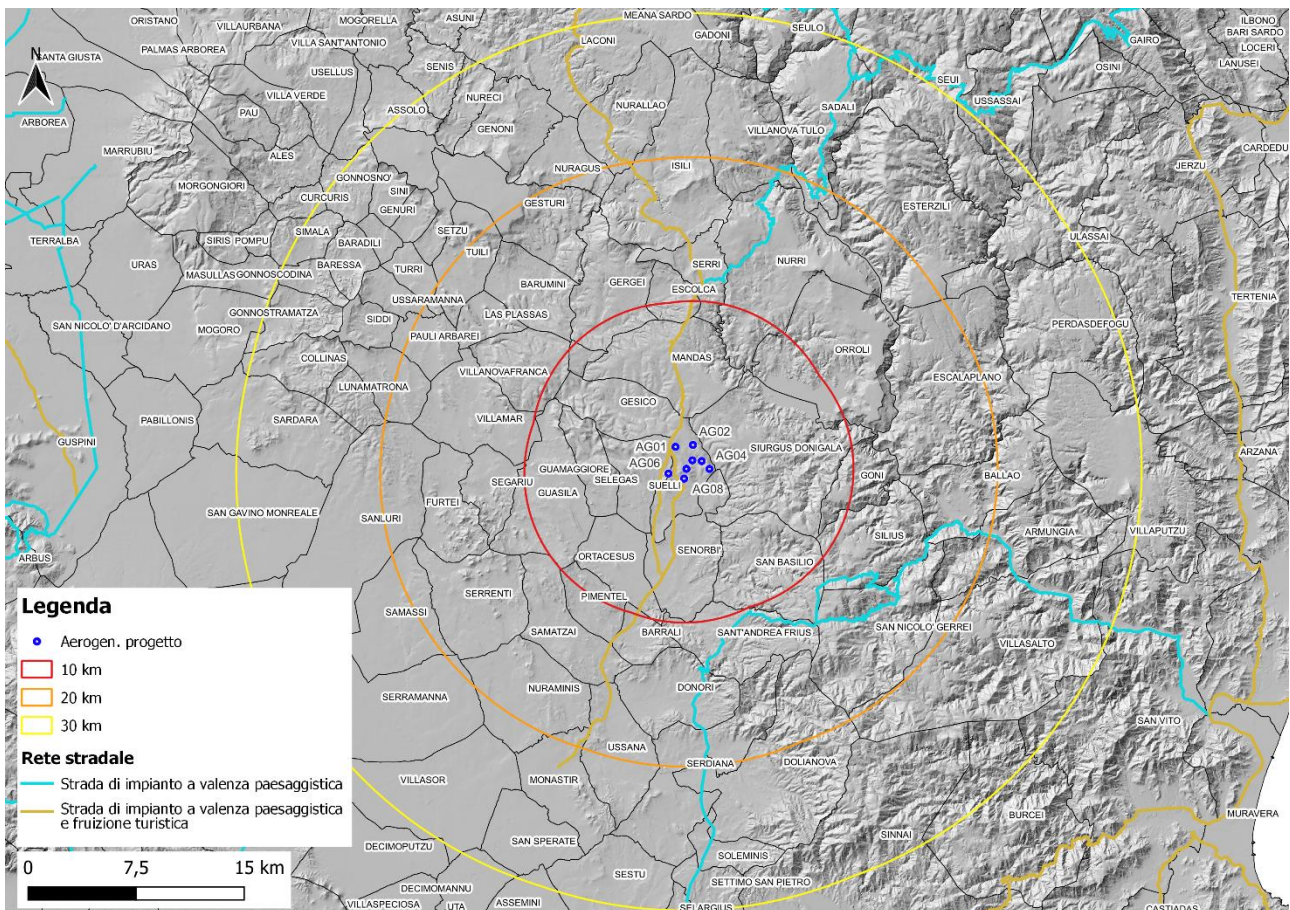 ORISTANO
VILLAURBANA
MOGORELLA
ASUNI
MEANA SARDO
SEULO
GADONI
LACONI
GAIRO
ILBONO
BARI SARDO
LOCERI
LANUSEI
OSINI
N
SANTA GIUSTA
PALMAS ARBOREA
VILLA SANT'ANTONIO
USELLUS
SENIS
SEUI
USSASSAI
VILLA VERDE
NURECI
ASSOLO
NURALLAO
SADALI
ARBOREA
PAU
GENONI
VILLANOVA TULO
MARRUBIU
ALES
NURAGUS
ISILI
JERZU
CARDEDU
MORGONGIORI
GONNOSNO'
CURCURIS
SINI
GENURI
GESTURI
ESTERZILI
TERRALBA
SIRIS
POMPU
SIMALA
BARADILI
SETZU
TUILI
ULASSAI
URAS
MASULLAS
GONNOSCODINA
BARESSA
TURRI
BARUMINI
GERGEI
SERRI
NURRI
ESCOLCA
USSARAMANNA
TERTENIA
SAN NICOLO' D'ARCIDANO
MOGORO
GONNOSTRAMATZA
SIDDI
LAS PLASSAS
PAULI ARBAREI
PERDASDEFOGU
COLLINAS
MANDAS
ORROLI
LUNAMATRONA
VILLANOVAFRANCA
ESCALAPLANO
PABILLONIS
SARDARA
VILLAMAR
GESICO
GUSPINI
AG02
AG01
SIURGUS DONIGALA
AG04
AG06
ARZANA
GUAMAGGIORE
SELEGAS
SUELLI
AG08
GONI
BALLAO
SEGARIU
GUASILA
FURTEI
SAN GAVINO MONREALE
SANLURI
ARMUNGIA
VILLAPUTZU
SILIUS
ARBUS
ORTACESUS
SENORBI'
SAN BASILIO
SERRENTI
PIMENTEL
SAMASSI
SAMATZAI
BARRALI
SANT'ANDREA FRIUS
SAN NICOLO' GERREI
VILLASALTO
SERRAMANNA
NURAMINIS
DONORI
SAN VITO
USSANA
SERDIANA
DOLIANOVA
VILLASOR
MONASTIR
BURCEI
MURAVERA
SAN SPERATE
SINNAI
DECIMOPUTZU
SOLEMINIS
SESTU
SETTIMO SAN PIETRO
DECIMOMANNU
VILLASPECIOSA
UTA
ASSEMINI
SELARGIUS
CASTIADAS
Legenda
Aerogen. progetto
10 km
20 km
30 km
Rete stradale
Strada di impianto a valenza paesaggistica
Strada di impianto a valenza paesaggistica
e fruizione turistica
0
7,5
15 km